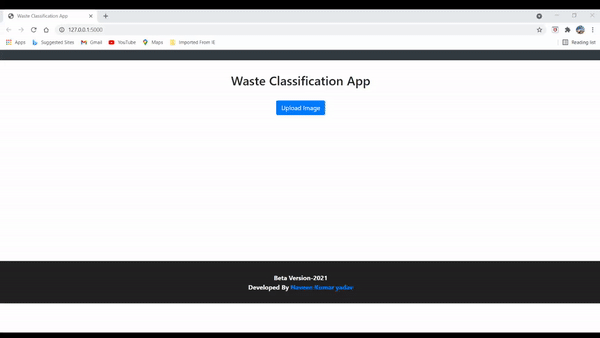 Waste Classification App
127.0.0.1:5000
Apps Suggested Sites Gmail YouTube Maps Imported From IE Reading list
Waste Classification App
Upload Image
Beta Version-2021
Developed By Kumar yadav